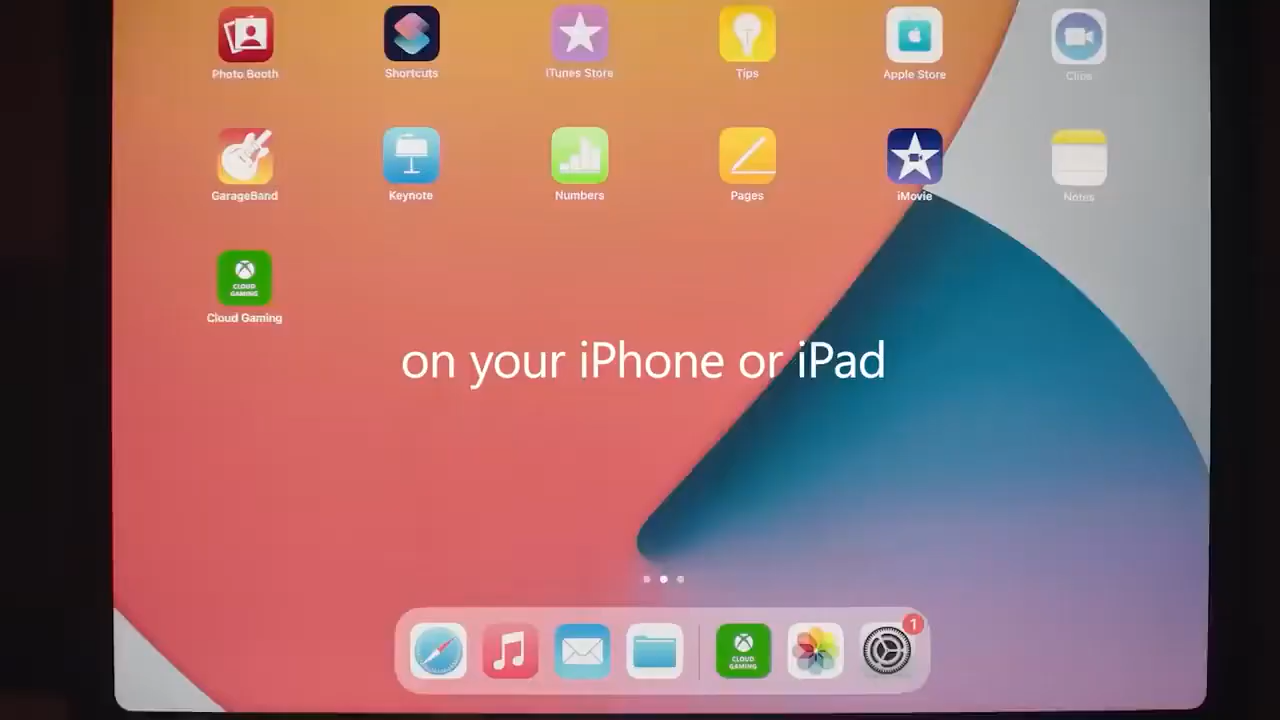 Photo Booth
Shortcuts
iTunes Store
Tips
Apple Store
Clips
GarageBand
Keynote
Numbers
Pages
iMovie
Notes
CLOUD
GAMING
Cloud Gaming
on your iPhone or iPad
CLOUD
GAMING
1